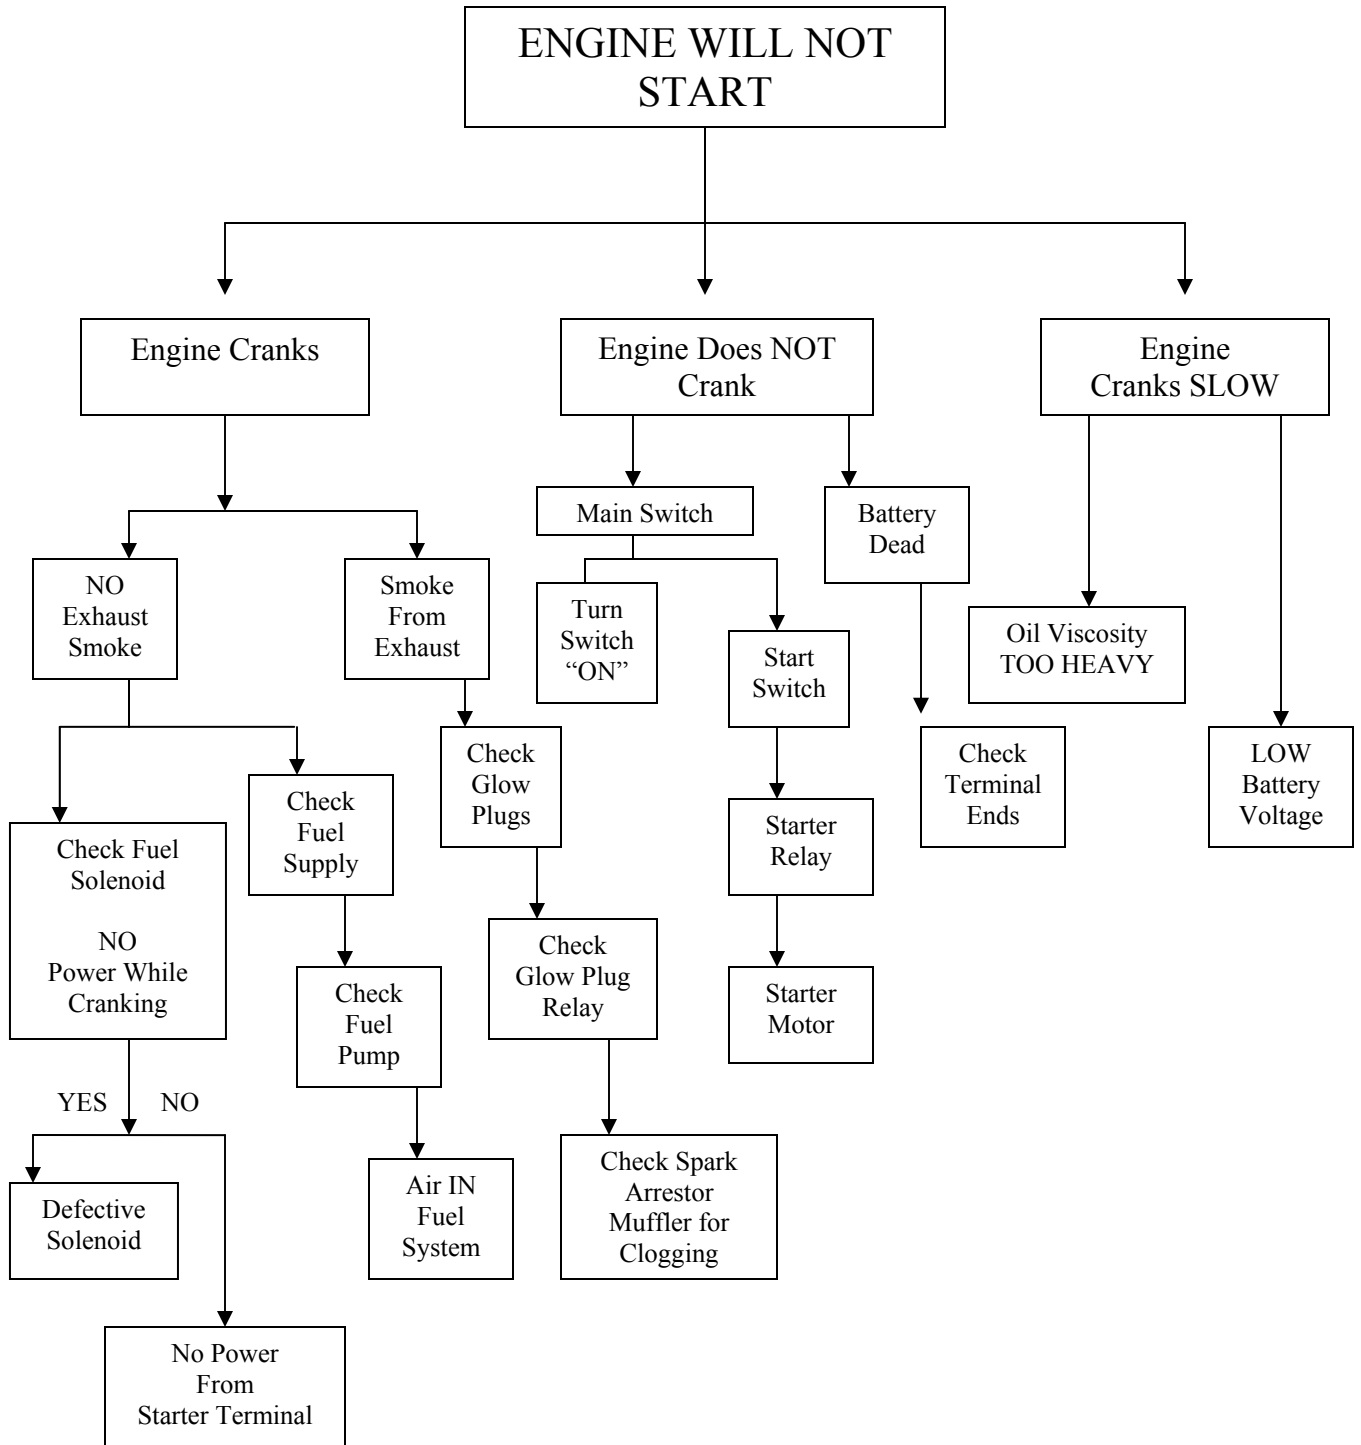 ENGINE WILL NOT
START
Engine Cranks
Engine Does NOT
Crank
Engine
Cranks SLOW
Main Switch
Battery
Dead
NO
Exhaust
Smoke
Smoke
From
Exhaust
Turn
Switch
“ON”
Start
Switch
Oil Viscosity
TOO HEAVY
Check Fuel
Solenoid
NO
Power While
Cranking
Check
Fuel
Supply
Check
Glow
Plugs
Starter
Relay
Check
Terminal
Ends
LOW
Battery
Voltage
Check
Fuel
Pump
Check
Glow Plug
Relay
Starter
Motor
YES NO
Defective
Solenoid
Air IN
Fuel
System
Check Spark
Arrestor
Muffler for
Clogging
No Power
From
Starter Terminal